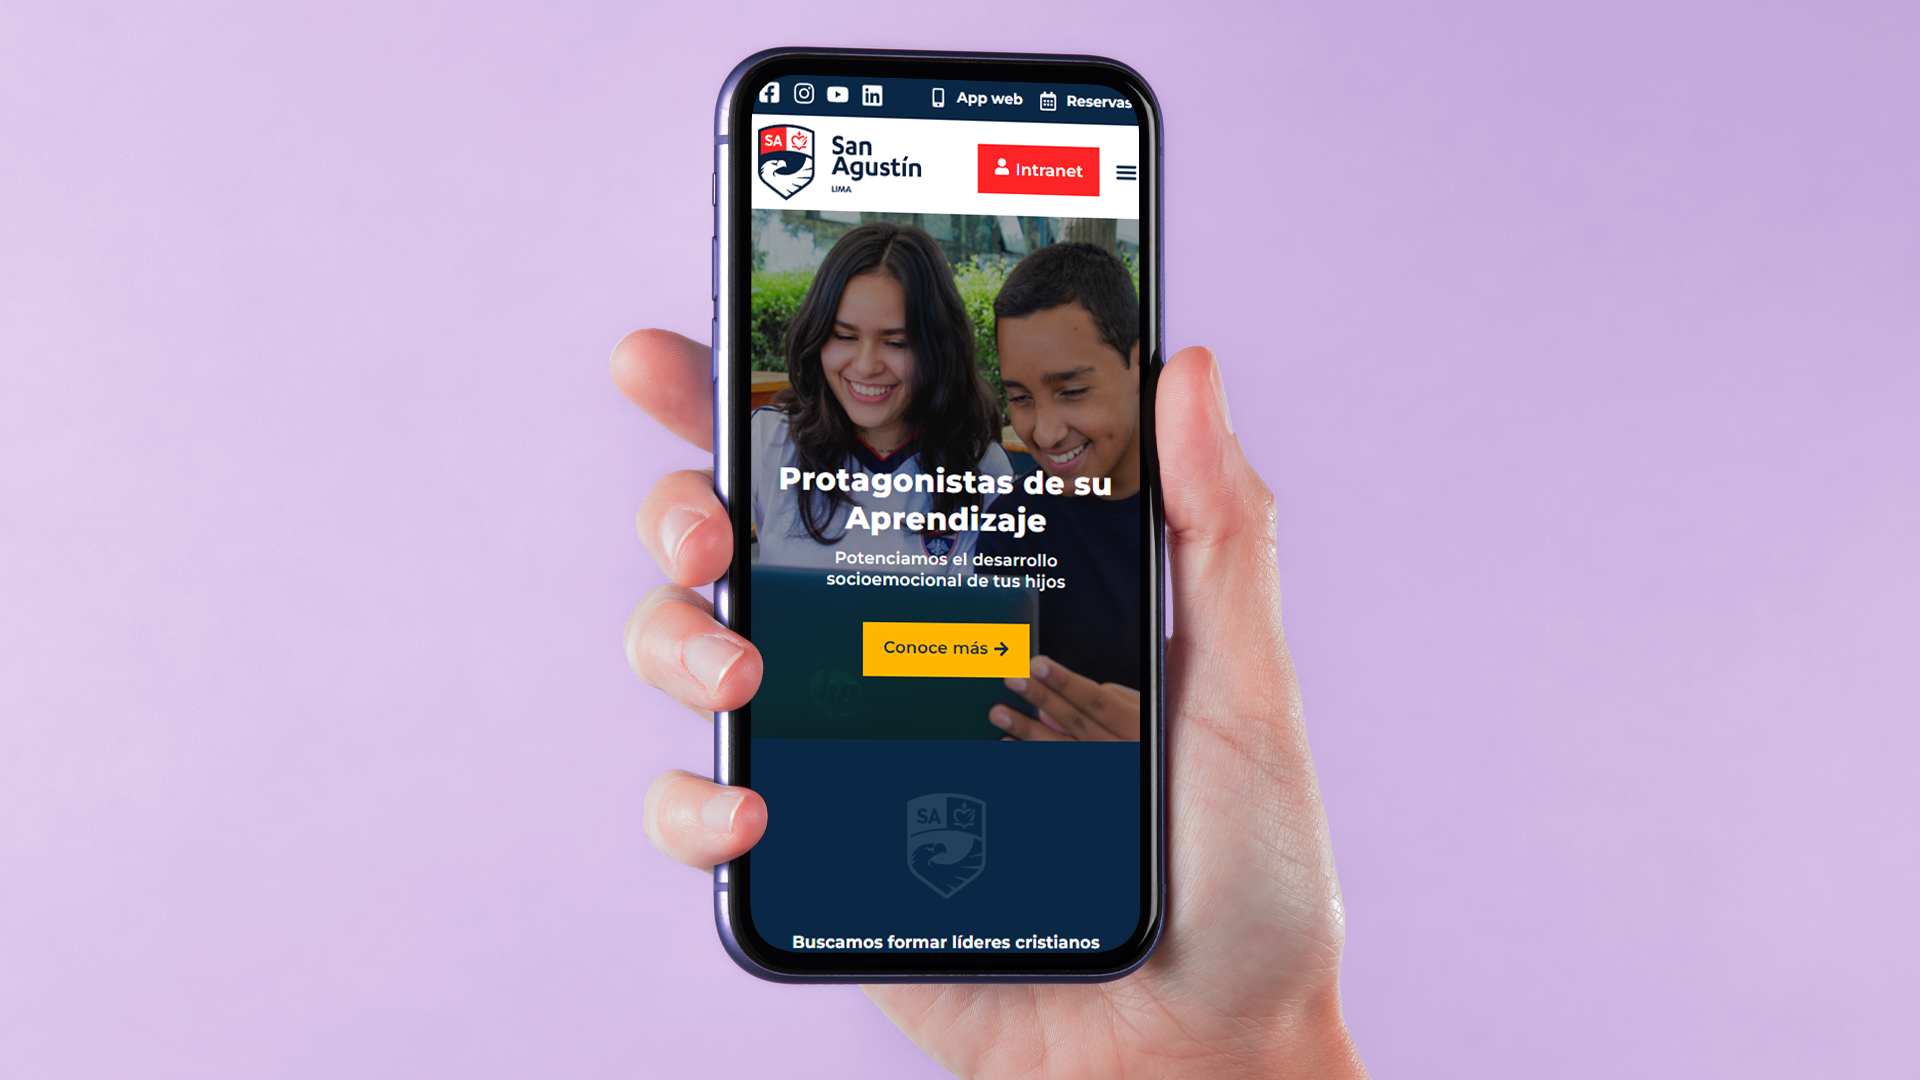 App web
Reservas
SA
San
Agustín
LIMA
Intranet
Protagonistas de su
Aprendizaje
Potenciamos el desarrollo
socioemocional de tus hijos
Conoce más
hp
SA
Buscamos formar líderes cristianos